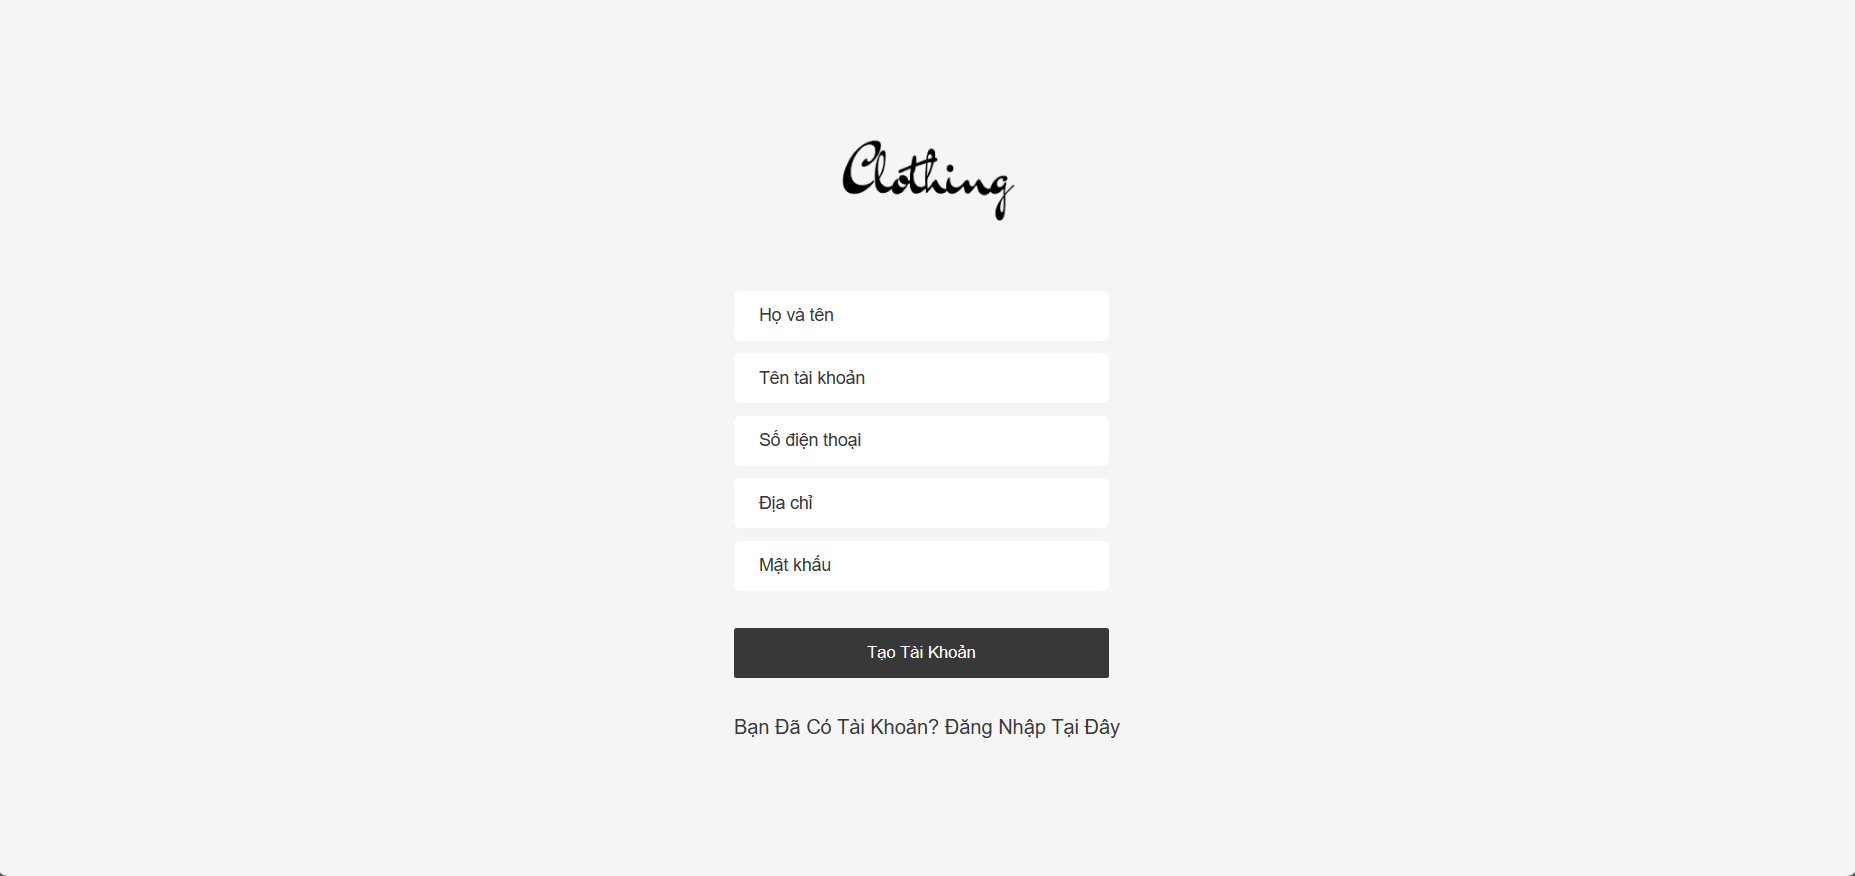 Clothing
Họ và tên
Tên tài khoản
Số điện thoại
Địa chỉ
Mật khẩu
Tạo Tài Khoản
Bạn Đã Có Tài Khoản? Đăng Nhập Tại Đây